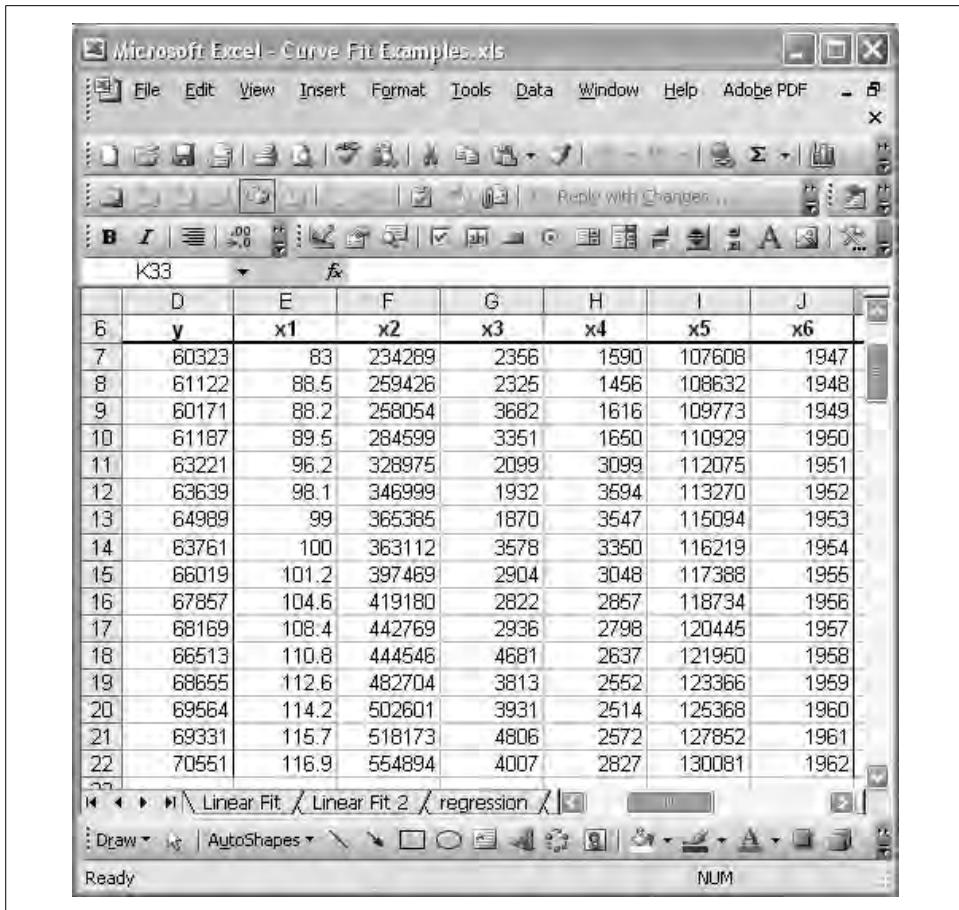 Microsoft Excel - Curve Fit Examples.xls
File Edit View Insert Format Tools Data Window Help Adobe PDF
Reply with Changes...
K33 fx
D E F G H I J
6 y x1 x2 x3 x4 x5 x6
7 60323 83 234289 2356 1590 107608 1947
8 61122 88.5 259426 2325 1456 108632 1948
9 60171 88.2 258054 3682 1616 109773 1949
10 61187 89.5 284599 3351 1650 110929 1950
11 63221 96.2 328975 2099 3099 112075 1951
12 63639 98.1 346999 1932 3594 113270 1952
13 64989 99 365385 1870 3547 115094 1953
14 63761 100 363112 3578 3350 116219 1954
15 66019 101.2 397469 2904 3048 117388 1955
16 67857 104.6 419180 2822 2857 118734 1956
17 68169 108.4 442769 2936 2798 120445 1957
18 66513 110.8 444546 4681 2637 121950 1958
19 68655 112.6 482704 3813 2552 123366 1959
20 69564 114.2 502601 3931 2514 125368 1960
21 69331 115.7 518173 4806 2572 127852 1961
22 70551 116.9 554894 4007 2827 130081 1962
Linear Fit / Linear Fit 2 / regression
Draw AutoShapes
Ready NUM